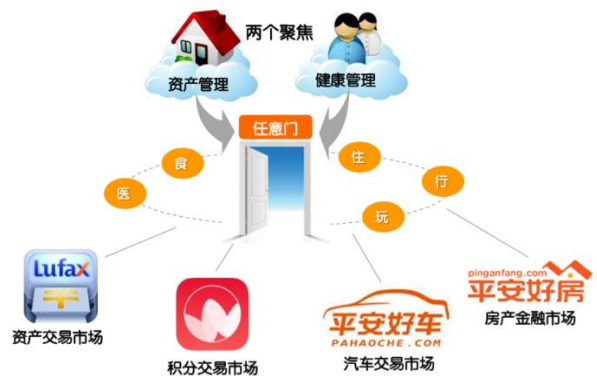 两个聚焦
资产管理
健康管理
任意门
食
住
医
行
玩
Lufax
资产交易市场
积分交易市场
平安好车
PAHAOCHE.COM
汽车交易市场
pinganfang.com
平安好房
房产金融市场